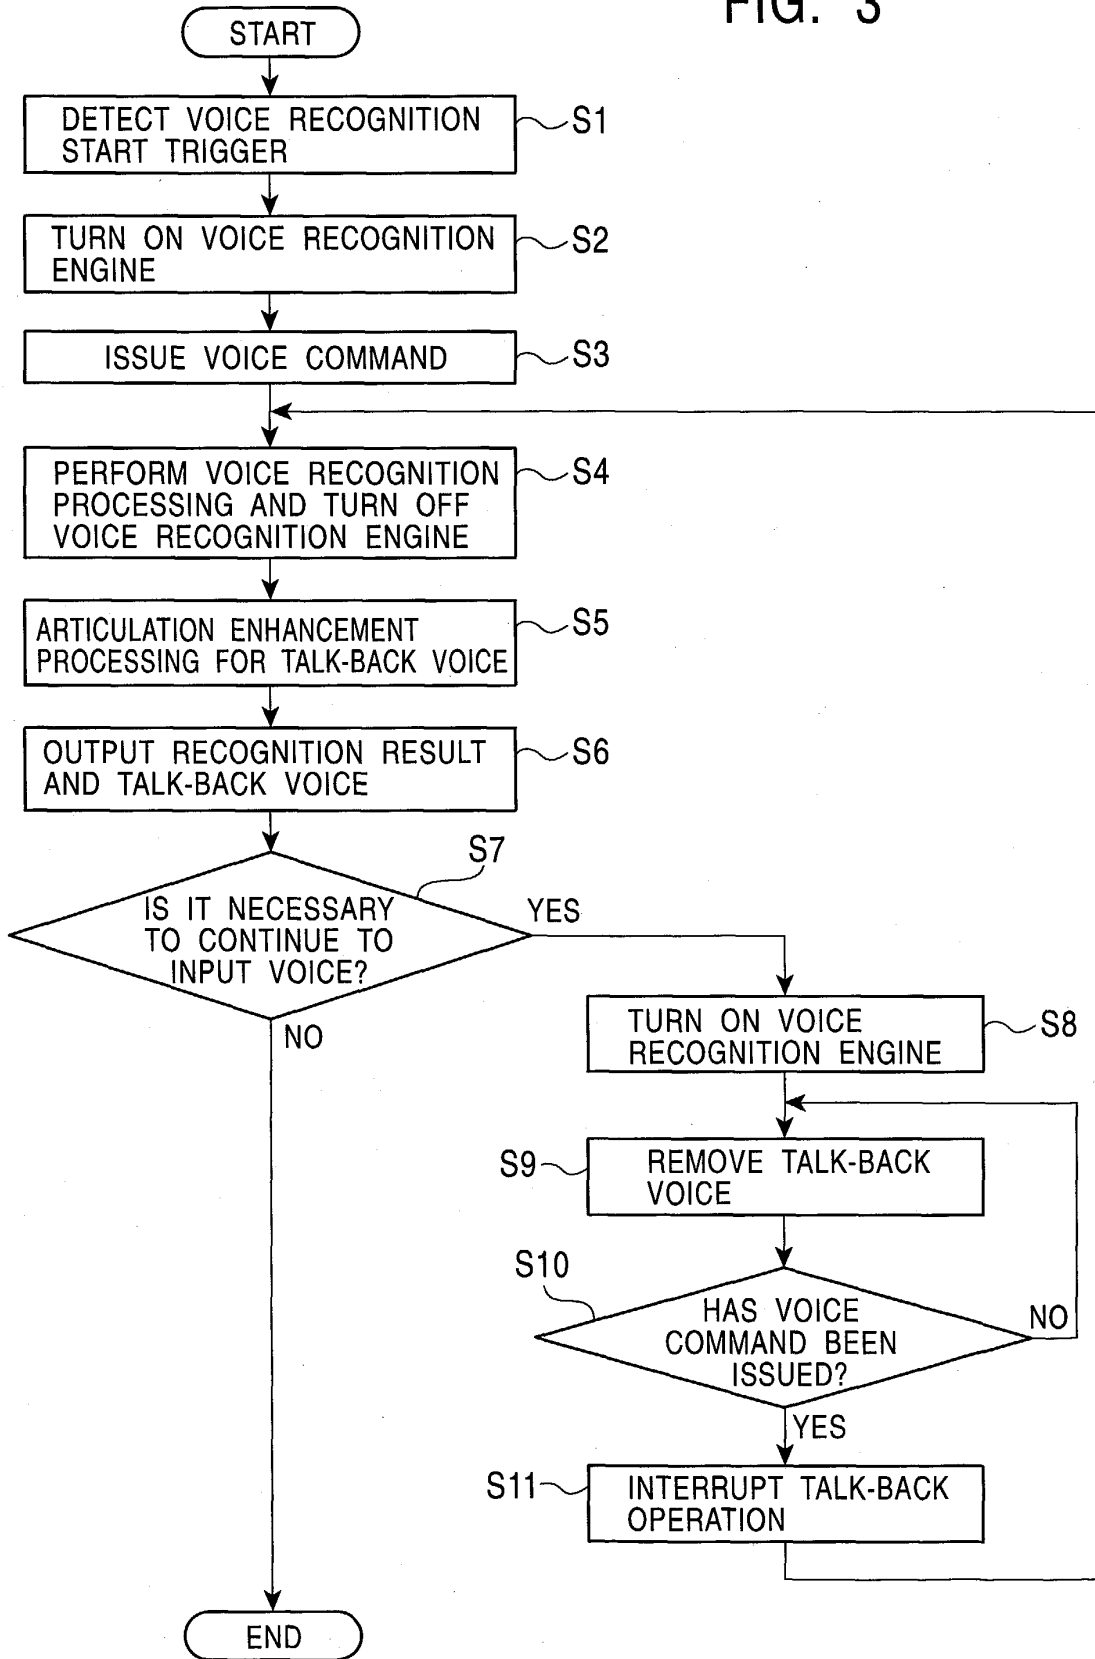 FIG. 3
START
DETECT VOICE RECOGNITION
START TRIGGER
S1
TURN ON VOICE RECOGNITION
ENGINE
S2
ISSUE VOICE COMMAND
S3
PERFORM VOICE RECOGNITION
PROCESSING AND TURN OFF
VOICE RECOGNITION ENGINE
S4
ARTICULATION ENHANCEMENT
PROCESSING FOR TALK-BACK VOICE
S5
OUTPUT RECOGNITION RESULT
AND TALK-BACK VOICE
S6
S7
IS IT NECESSARY
TO CONTINUE TO
INPUT VOICE?
YES
NO
TURN ON VOICE
RECOGNITION ENGINE
S8
S9
REMOVE TALK-BACK
VOICE
S10
HAS VOICE
COMMAND BEEN
ISSUED?
NO
YES
S11
INTERRUPT TALK-BACK
OPERATION
END